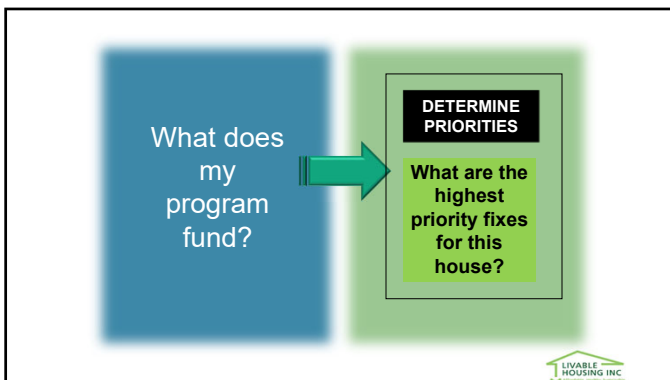 What does
my
program
fund?
DETERMINE
PRIORITIES
What are the
highest
priority fixes
for this
house?
LIVABLE
HOUSING INC